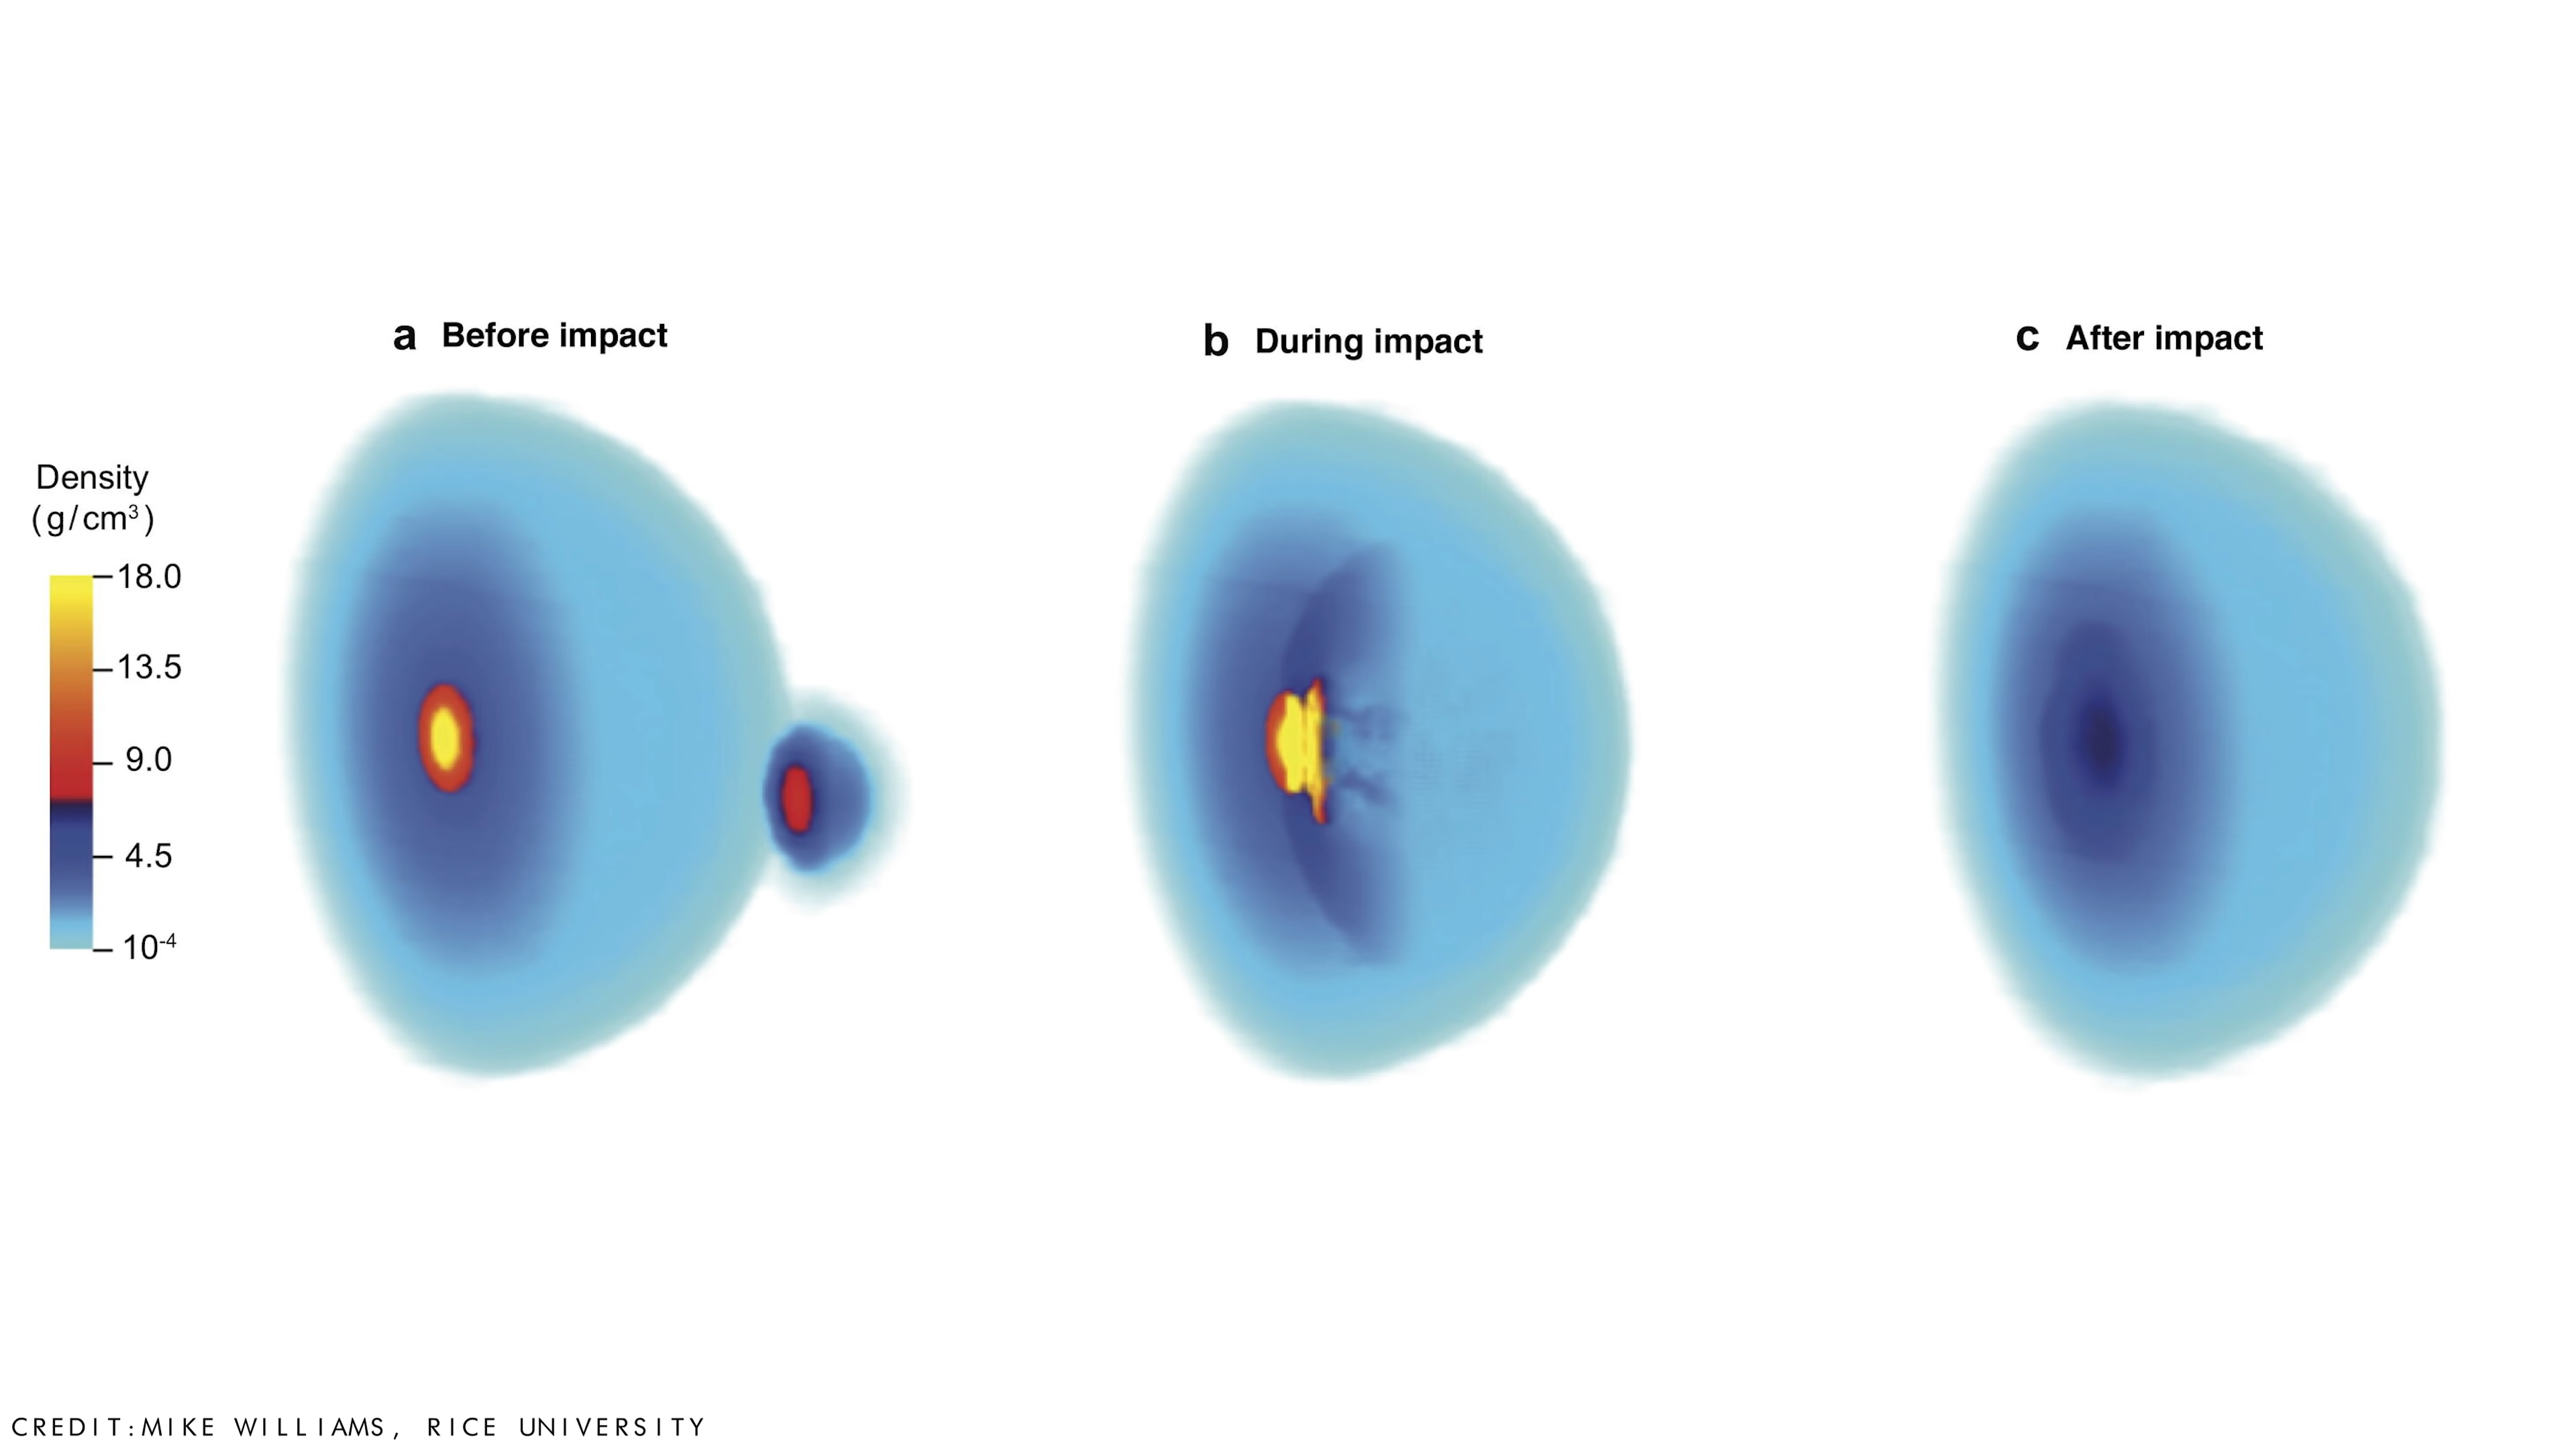 a Before impact
b During impact
c After impact
Density
(g/cm³)
18.0
13.5
9.0
4.5
10⁻⁴
CREDIT:MIKE WILLIAMS, RICE UNIVERSITY